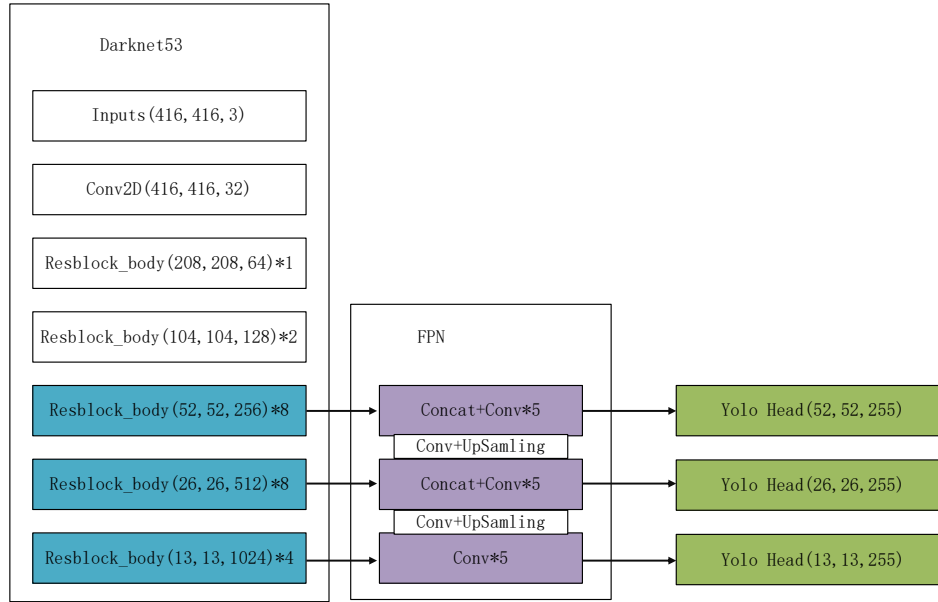 Darknet53
Inputs(416,416,3)
Conv2D(416,416,32)
Resblock_body(208,208,64)*1
Resblock_body(104,104,128)*2
Resblock_body(52,52,256)*8
Resblock_body(26,26,512)*8
Resblock_body(13,13,1024)*4
FPN
Concat+Conv*5
Conv+UpSamling
Concat+Conv*5
Conv+UpSamling
Conv*5
Yolo Head(52,52,255)
Yolo Head(26,26,255)
Yolo Head(13,13,255)